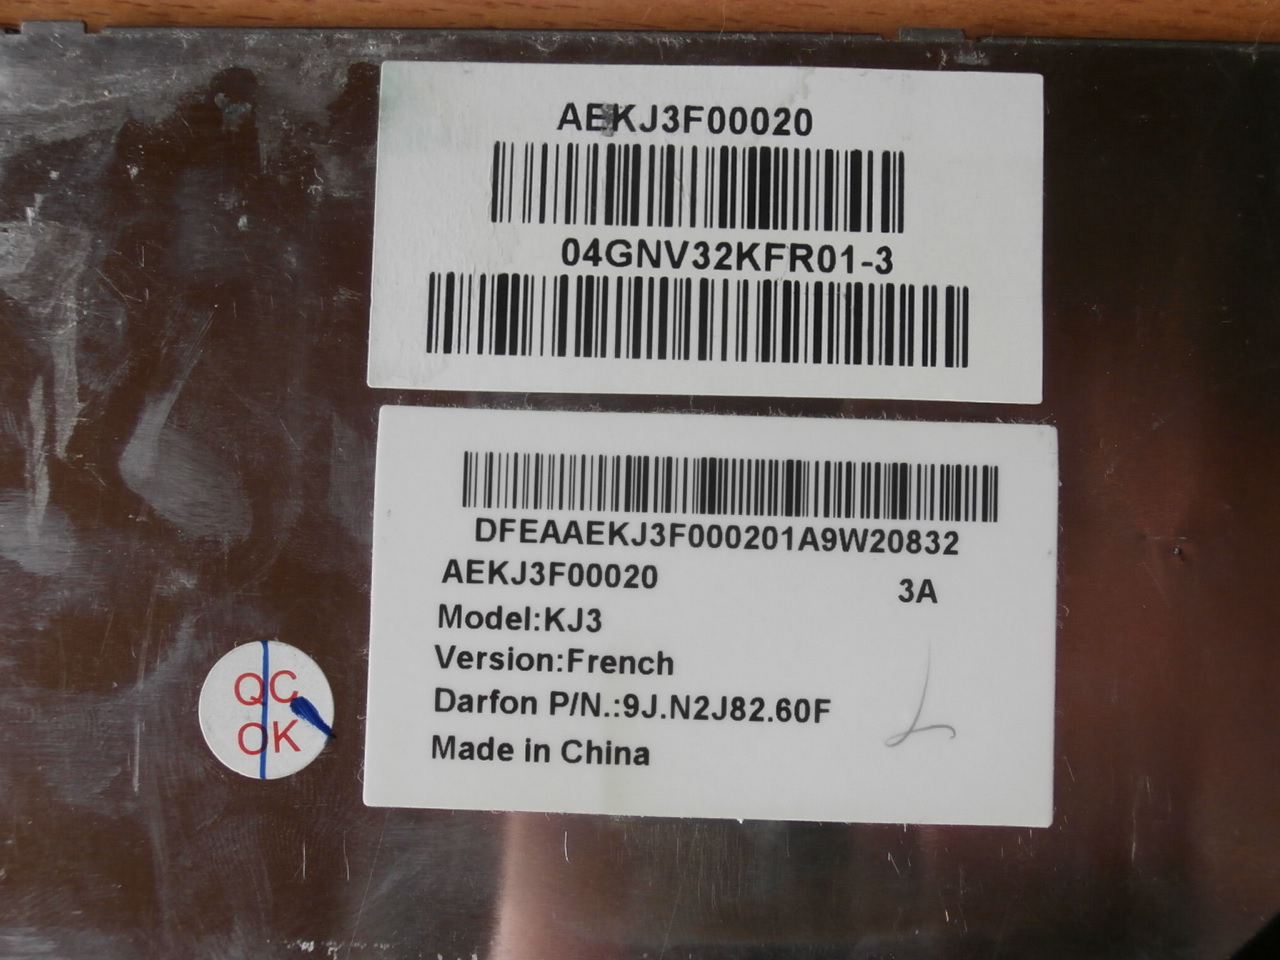 AEKJ3F00020
04GNV32KFR01-3
DFEAAEKJ3F000201A9W20832
AEKJ3F00020 3A
Model:KJ3
Version:French
Darfon P/N.:9J.N2J82.60F
Made in China
QC
OK